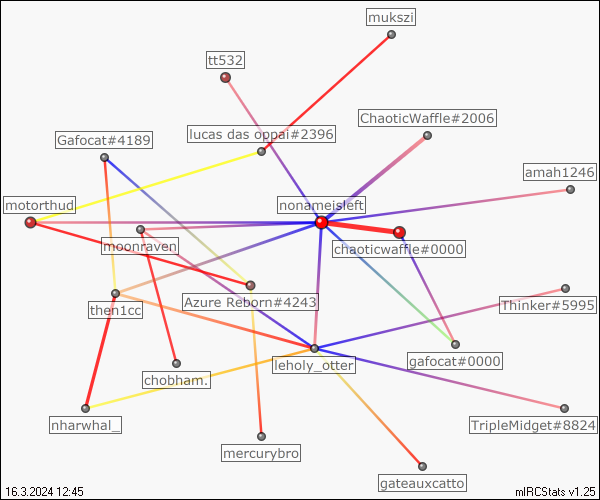 mukszi
tt532
ChaoticWaffle#2006
lucas das oppai#2396
Gafocat#4189
amah1246
motorthud
nonameisleft
moonraven
chaoticwaffle#0000
Azure Reborn#4243
Thinker#5995
then1cc
gafocat#0000
leholy_otter
chobham.
nharwhal_
TripleMidget#8824
mercurybro
gateauxcatto
16.3.2024 12:45
mIRCStats v1.25